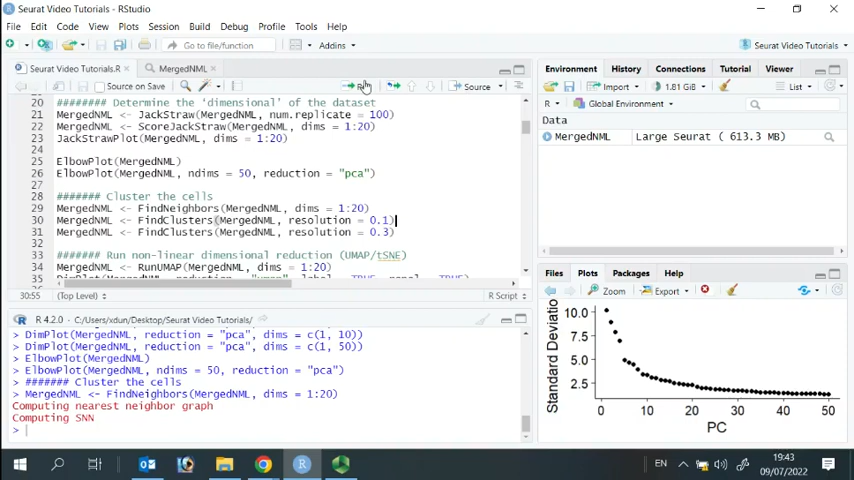 Seurat Video Tutorials - RStudio
File Edit Code View Plots Session Build Debug Profile Tools Help
Go to file/function
Addins
Seurat Video Tutorials
Seurat Video Tutorials.R
MergedNML
Source on Save
Source
20 ######## Determine the 'dimensional' of the dataset
21 MergedNML <- JackStraw(MergedNML, num.replicate = 100)
22 MergedNML <- ScoreJackStraw(MergedNML, dims = 1:20)
23 JackStrawPlot(MergedNML, dims = 1:20)
24
25 ElbowPlot(MergedNML)
26 ElbowPlot(MergedNML, ndims = 50, reduction = "pca")
27
28 ####### Cluster the cells
29 MergedNML <- FindNeighbors(MergedNML, dims = 1:20)
30 MergedNML <- FindClusters(MergedNML, resolution = 0.1)
31 MergedNML <- FindClusters(MergedNML, resolution = 0.3)
32
33 ####### Run non-linear dimensional reduction (UMAP/tSNE)
34 MergedNML <- RunUMAP(MergedNML, dims = 1:20)
30:55 (Top Level) R Script
R 4.2.0 · C:/Users/xdun/Desktop/Seurat Video Tutorials/
> DimPlot(MergedNML, reduction = "pca", dims = c(1, 10))
> DimPlot(MergedNML, reduction = "pca", dims = c(1, 50))
> ElbowPlot(MergedNML)
> ElbowPlot(MergedNML, ndims = 50, reduction = "pca")
> ####### Cluster the cells
> MergedNML <- FindNeighbors(MergedNML, dims = 1:20)
Computing nearest neighbor graph
Computing SNN
>
Environment History Connections Tutorial Viewer
Import 1.81 GiB List
R Global Environment
Data
MergedNML Large Seurat ( 613.3 MB)
Files Plots Packages Help
Zoom Export
Standard Deviatio
10.0
7.5
5.0
2.5
0 10 20 30 40 50
PC
EN
19:43
09/07/2022